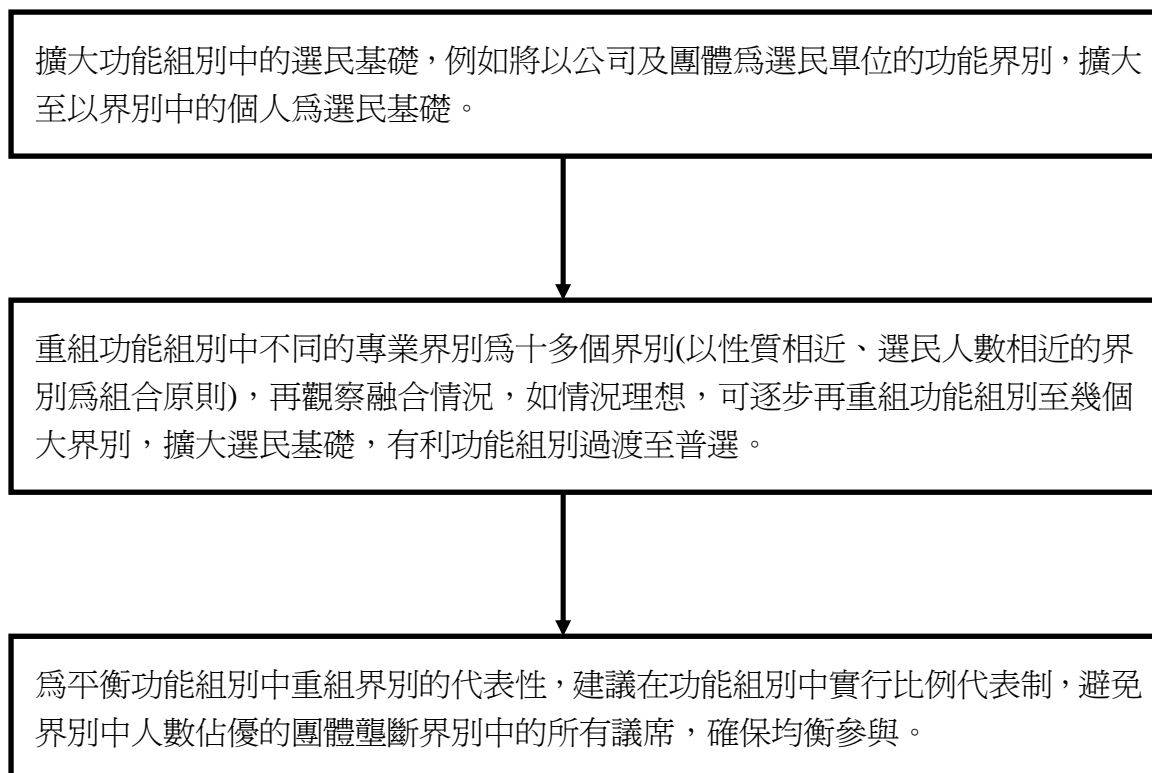 擴大功能組別中的選民基礎，例如將以公司及團體爲選民單位的功能界別，擴大
至以界別中的個人爲選民基礎。
重組功能組別中不同的專業界別爲十多個界別(以性質相近、選民人數相近的界
別爲組合原則)，再觀察融合情況，如情況理想，可逐步再重組功能組別至幾個
大界別，擴大選民基礎，有利功能組別過渡至普選。
爲平衡功能組別中重組界別的代表性，建議在功能組別中實行比例代表制，避免
界別中人數佔優的團體壟斷界別中的所有議席，確保均衡參與。